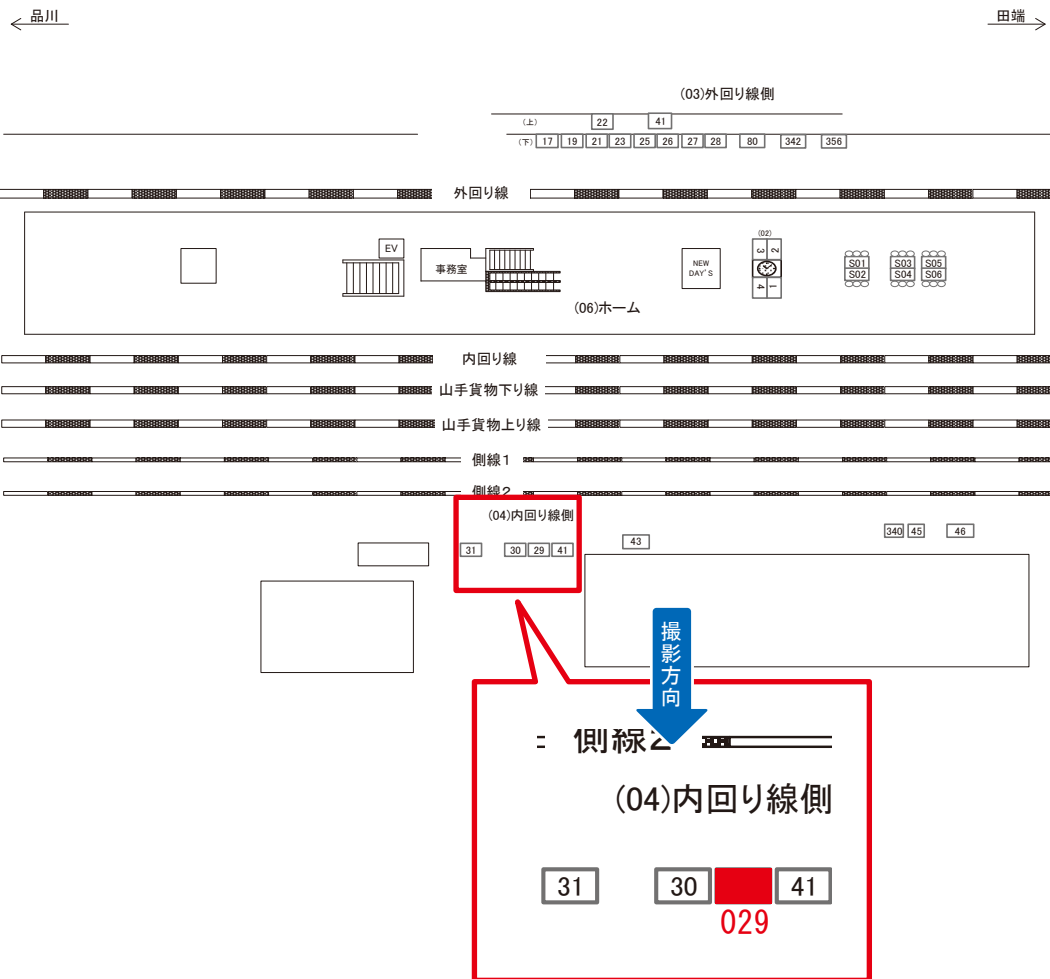 品川
田端
(03)外回り線側
(上) 22 41
(下) 17 19 21 23 25 26 27 28 80 342 356
外回り線
EV
事務室
NEW
DAY'S
(02)
3 2
4 1
S01 S03 S05
S02 S04 S06
(06)ホーム
内回り線
山手貨物下り線
山手貨物上り線
側線1
側線2
(04)内回り線側
31 30 29 41
43
340 45 46
撮影方向
側線2
(04)内回り線側
31 30 41
029